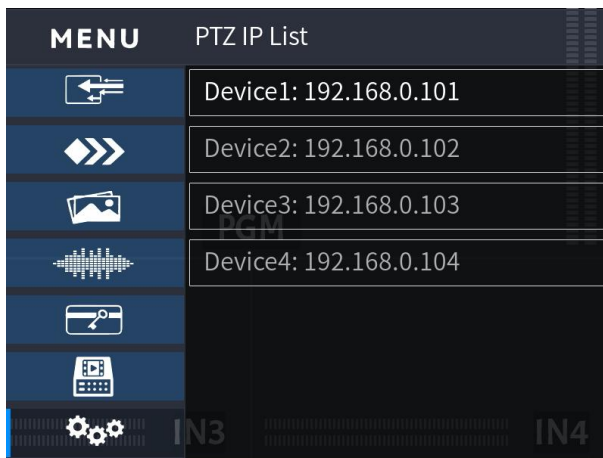 MENU
PTZ IP List
Device1: 192.168.0.101
Device2: 192.168.0.102
Device3: 192.168.0.103
PGM
Device4: 192.168.0.104
IN3
IN4